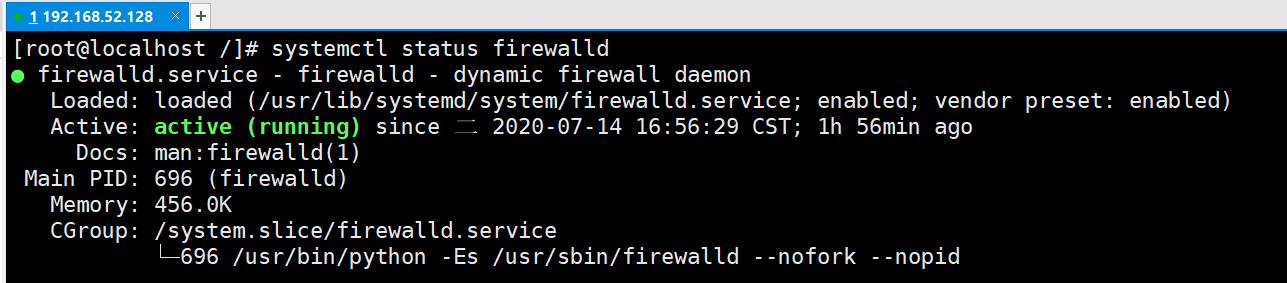 1 192.168.52.128 × +
[root@localhost /]# systemctl status firewalld
● firewalld.service - firewalld - dynamic firewall daemon
   Loaded: loaded (/usr/lib/systemd/system/firewalld.service; enabled; vendor preset: enabled)
   Active: active (running) since 二 2020-07-14 16:56:29 CST; 1h 56min ago
     Docs: man:firewalld(1)
 Main PID: 696 (firewalld)
   Memory: 456.0K
   CGroup: /system.slice/firewalld.service
           └─696 /usr/bin/python -Es /usr/sbin/firewalld --nofork --nopid